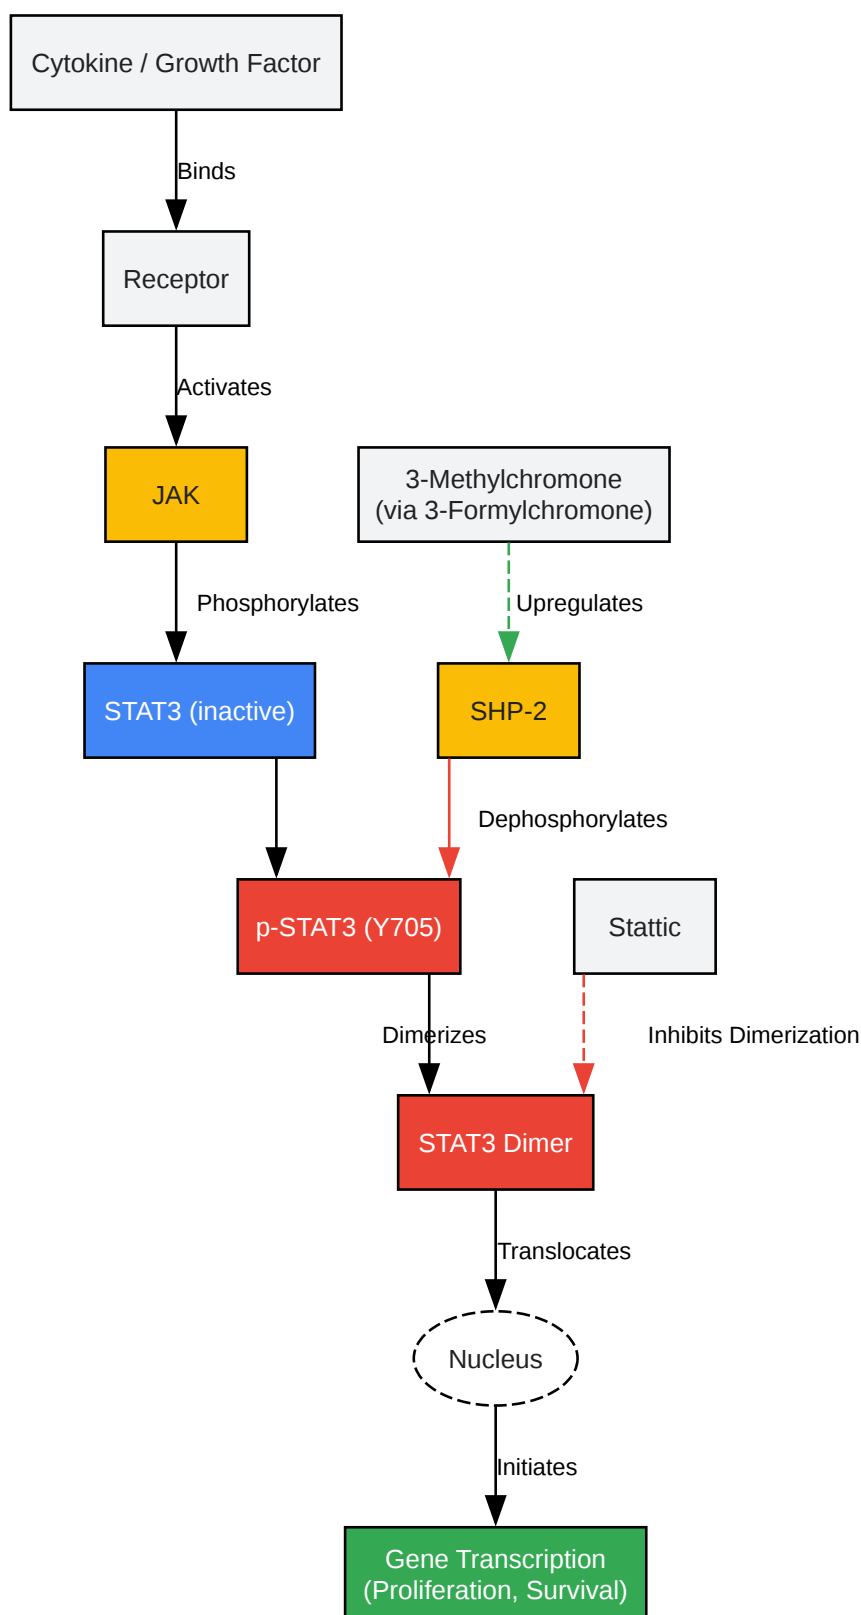 Cytokine / Growth Factor
Binds
Receptor
Activates
JAK
3-Methylchromone
(via 3-Formylchromone)
Phosphorylates
Upregulates
STAT3 (inactive)
SHP-2
Dephosphorylates
p-STAT3 (Y705)
Stattic
Dimerizes
Inhibits Dimerization
STAT3 Dimer
Translocates
Nucleus
Initiates
Gene Transcription
(Proliferation, Survival)